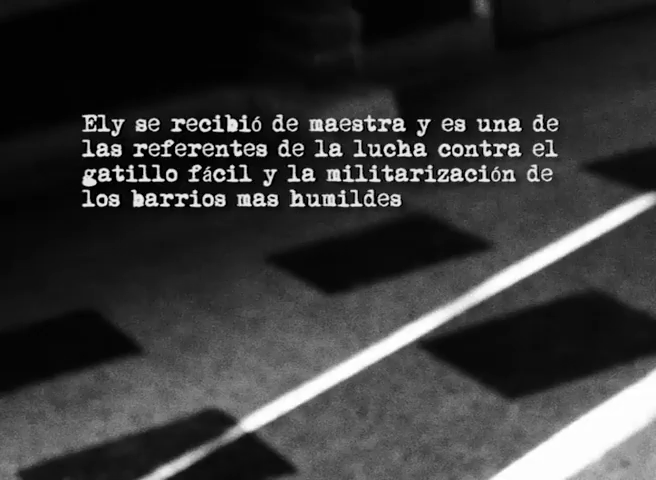 Ely se recibió de maestra y es una de
las referentes de la lucha contra el
gatillo fácil y la militarización de
los barrios mas humildes